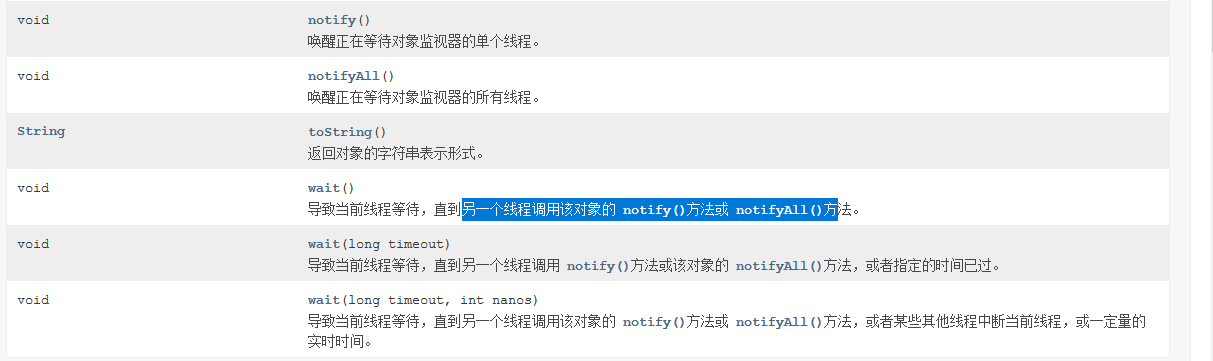 void notify()
唤醒正在等待对象监视器的单个线程。
void notifyAll()
唤醒正在等待对象监视器的所有线程。
String toString()
返回对象的字符串表示形式。
void wait()
导致当前线程等待，直到另一个线程调用该对象的 notify()方法或 notifyAll()方法。
void wait(long timeout)
导致当前线程等待，直到另一个线程调用 notify()方法或该对象的 notifyAll()方法，或者指定的时间已过。
void wait(long timeout, int nanos)
导致当前线程等待，直到另一个线程调用该对象的 notify()方法或 notifyAll()方法，或者某些其他线程中断当前线程，或一定量的
实时时间。